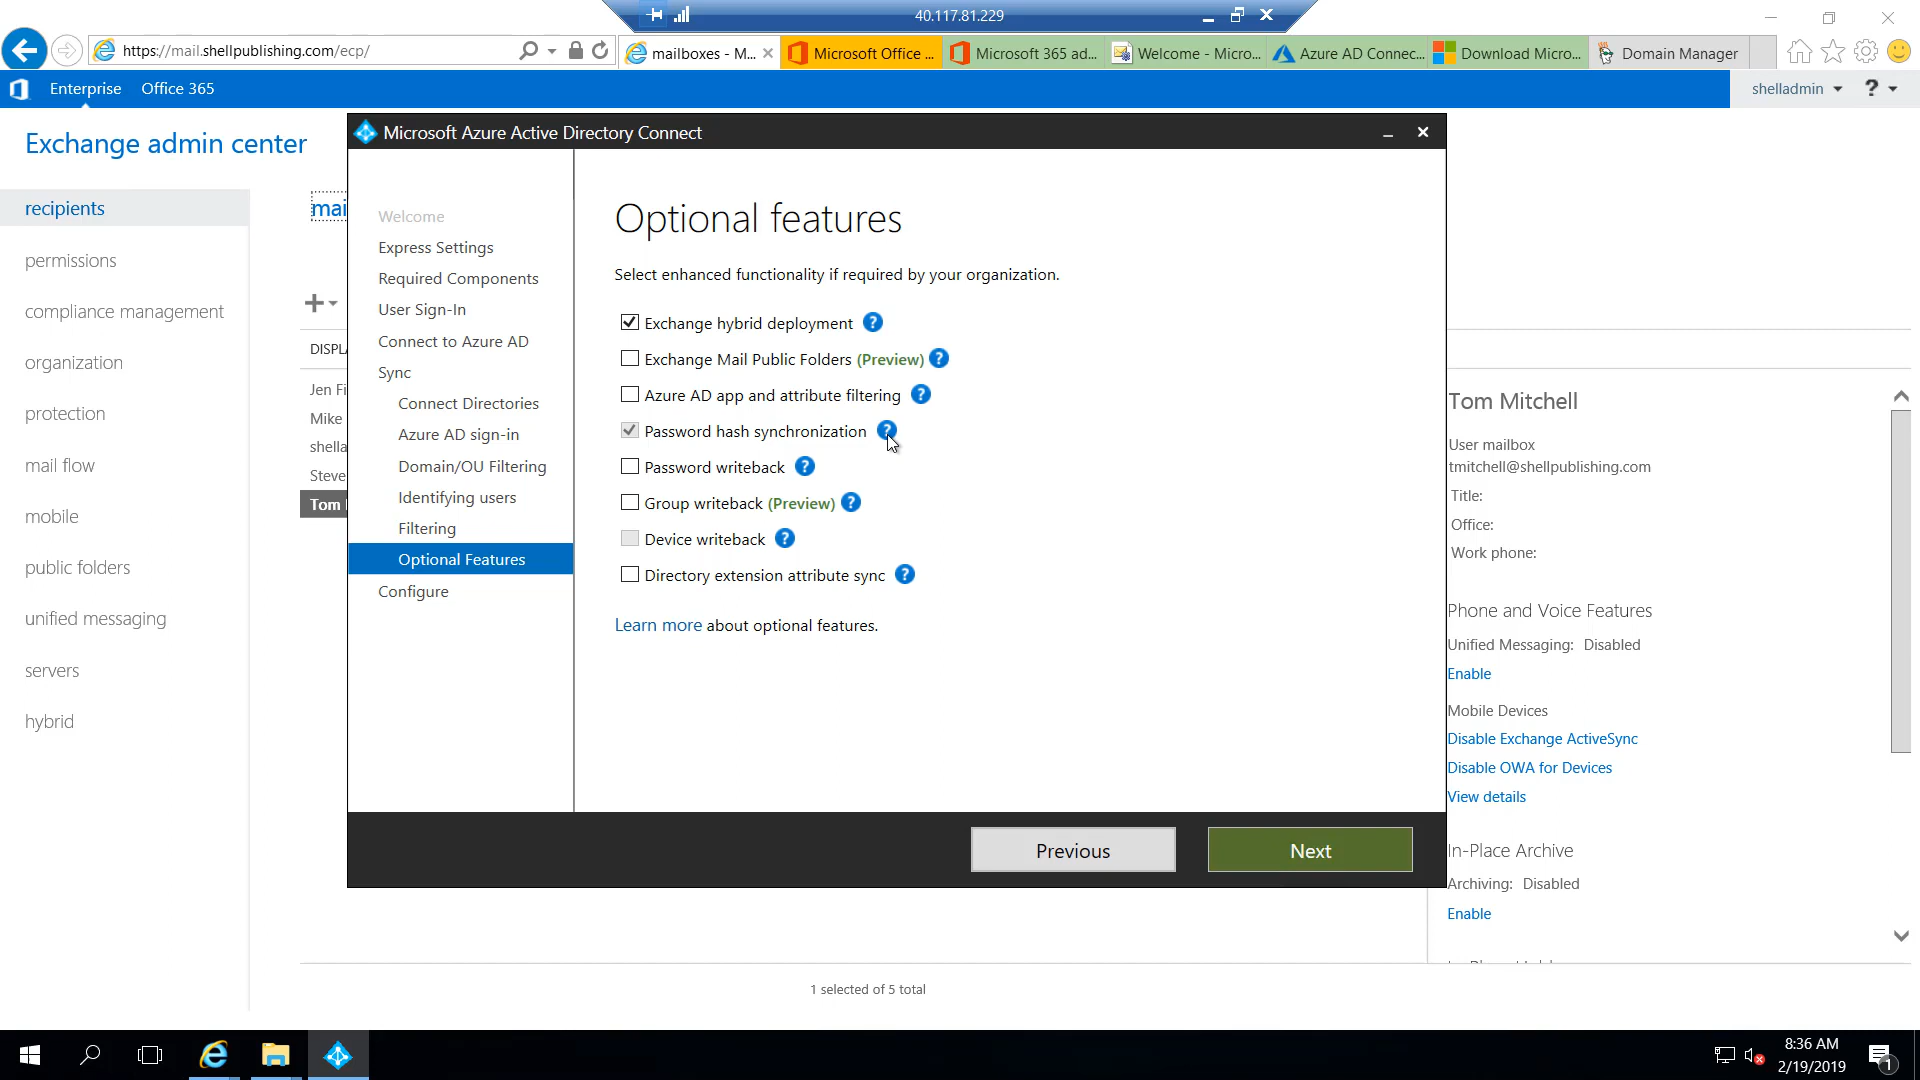 40.117.81.229
https://mail.shellpublishing.com/ecp/
mailboxes - M...
Microsoft Office ...
Microsoft 365 ad...
Welcome - Micro...
Azure AD Connec...
Download Micro...
Domain Manager
Enterprise
Office 365
shelladmin
?
Exchange admin center
recipients
permissions
compliance management
organization
protection
mail flow
mobile
public folders
unified messaging
servers
hybrid
mai
DISPLA
Jen Fi
Mike
shella
Steve
Tom
Microsoft Azure Active Directory Connect
Welcome
Express Settings
Required Components
User Sign-In
Connect to Azure AD
Sync
Connect Directories
Azure AD sign-in
Domain/OU Filtering
Identifying users
Filtering
Optional Features
Configure
Optional features
Select enhanced functionality if required by your organization.
Exchange hybrid deployment ?
Exchange Mail Public Folders (Preview) ?
Azure AD app and attribute filtering ?
Password hash synchronization ?
Password writeback ?
Group writeback (Preview) ?
Device writeback ?
Directory extension attribute sync ?
Learn more about optional features.
Previous
Next
Tom Mitchell
User mailbox
tmitchell@shellpublishing.com
Title:
Office:
Work phone:
Phone and Voice Features
Unified Messaging: Disabled
Enable
Mobile Devices
Disable Exchange ActiveSync
Disable OWA for Devices
View details
In-Place Archive
Archiving: Disabled
Enable
1 selected of 5 total
8:36 AM
2/19/2019
1